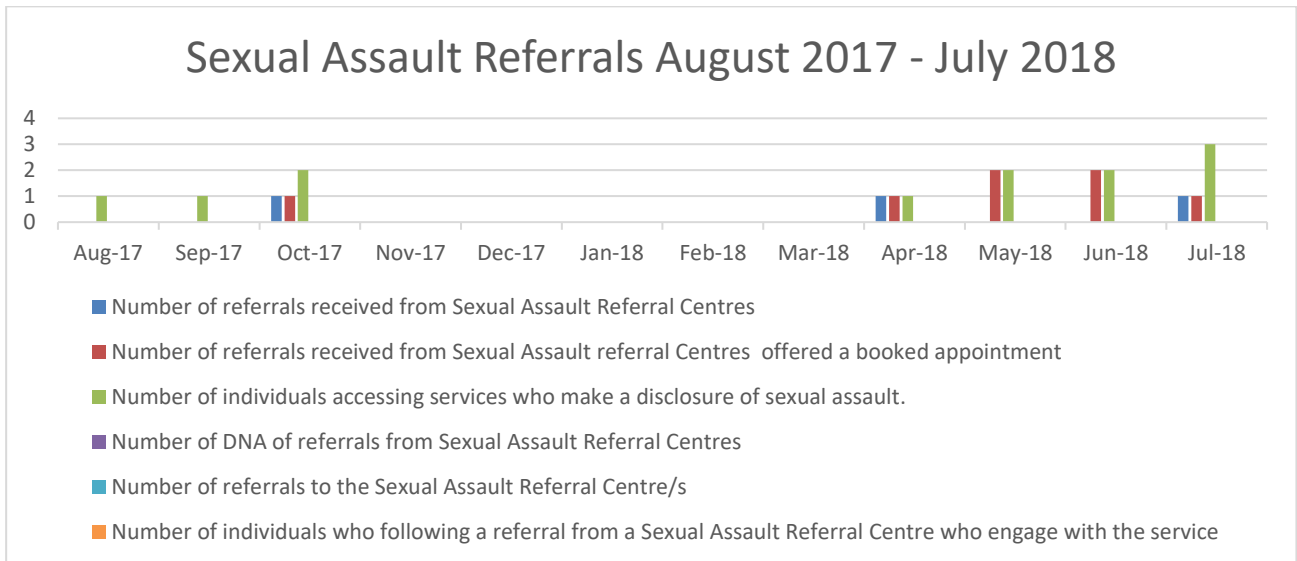 Sexual Assault Referrals August 2017 - July 2018
4
3
2
1
0
Aug-17 Sep-17 Oct-17 Nov-17 Dec-17 Jan-18 Feb-18 Mar-18 Apr-18 May-18 Jun-18 Jul-18
Number of referrals received from Sexual Assault Referral Centres
Number of referrals received from Sexual Assault referral Centres  offered a booked appointment
Number of individuals accessing services who make a disclosure of sexual assault.
Number of DNA of referrals from Sexual Assault Referral Centres
Number of referrals to the Sexual Assault Referral Centre/s
Number of individuals who following a referral from a Sexual Assault Referral Centre who engage with the service